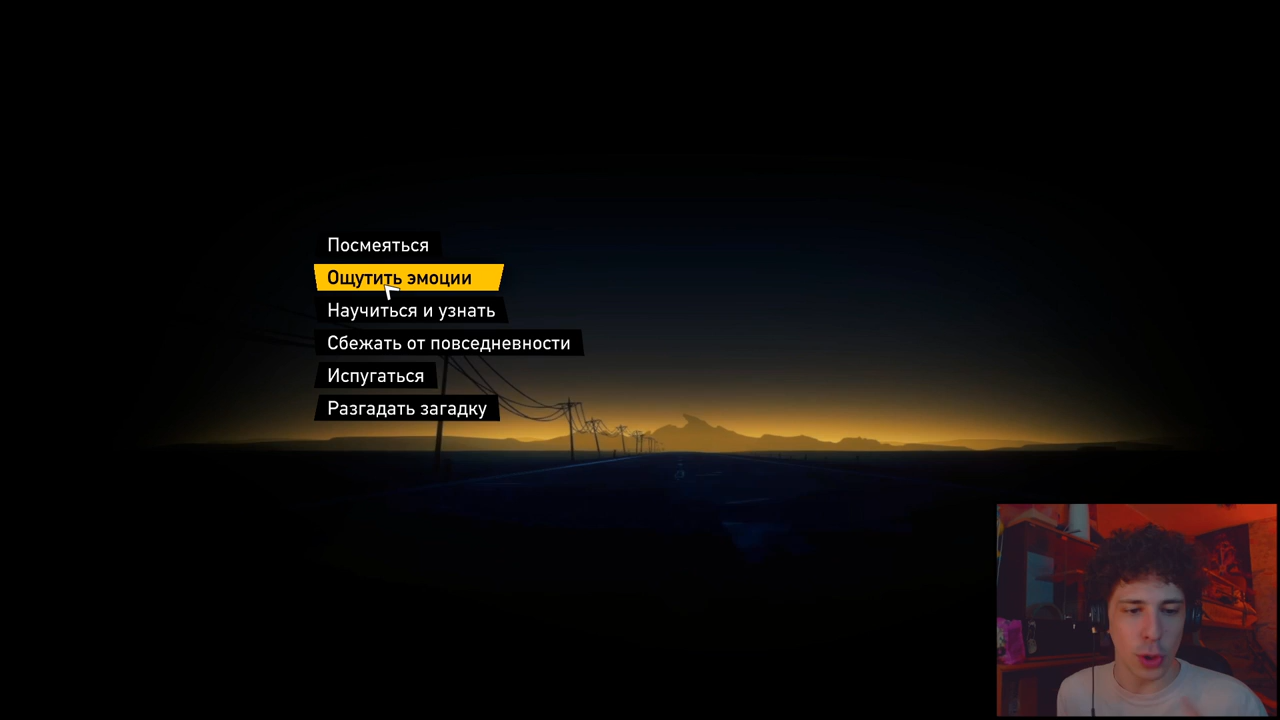 Посмеяться
Ощутить эмоции
Научиться и узнать
Сбежать от повседневности
Испугаться
Разгадать загадку